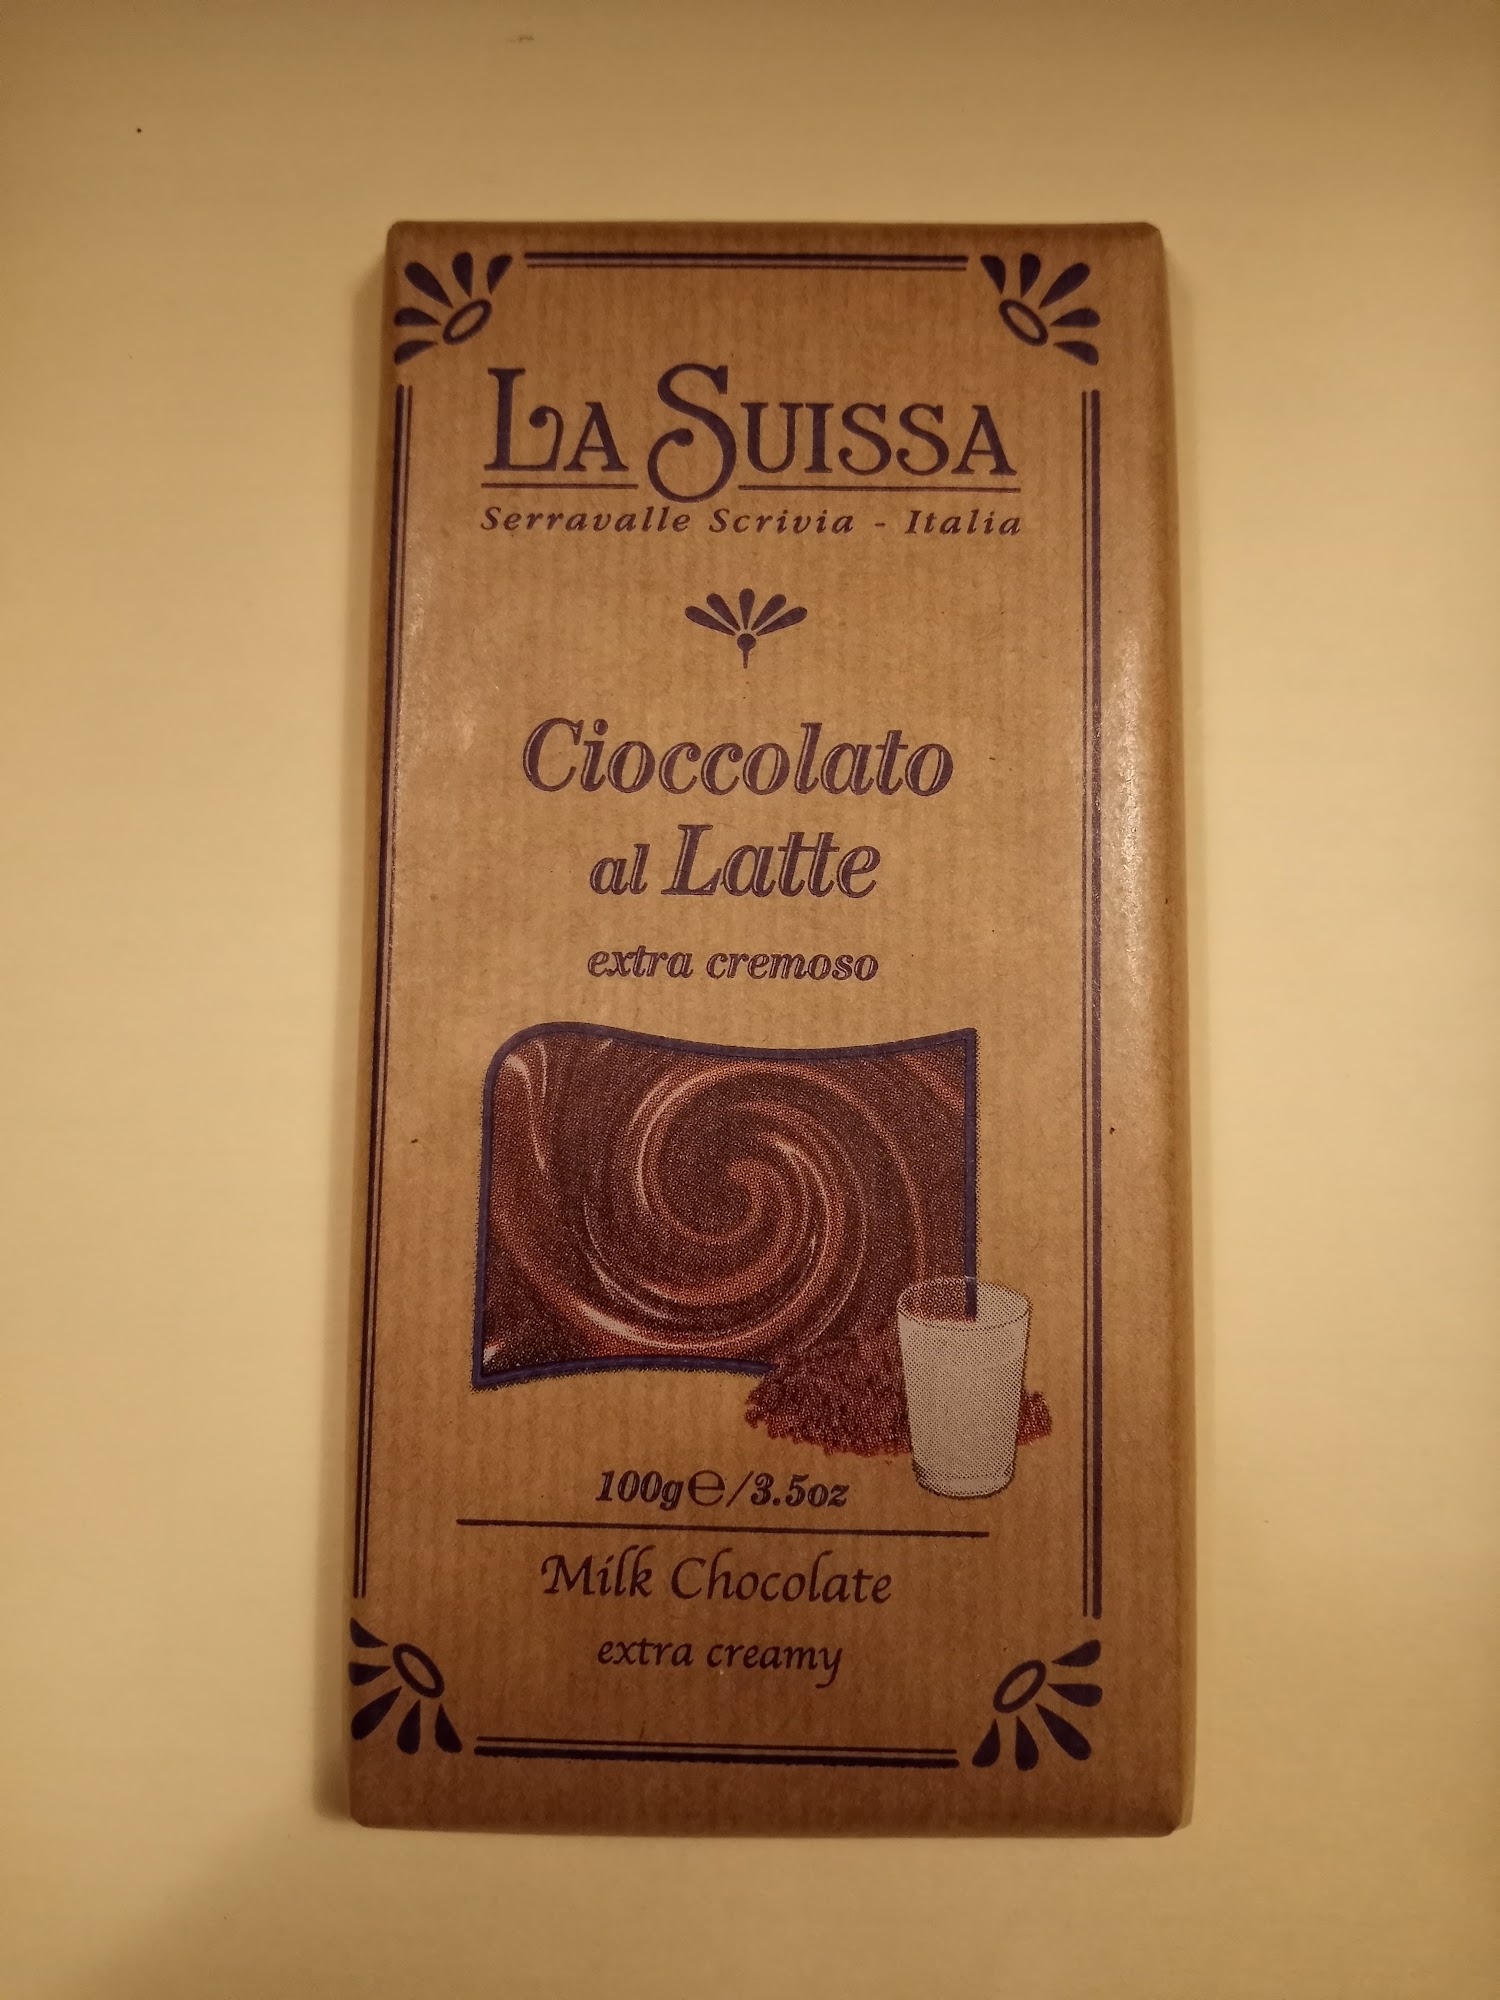 LA SUISSA
Serravalle Scrivia - Italia
Cioccolato
al Latte
extra cremoso
100g℮/3.5oz
Milk Chocolate
extra creamy